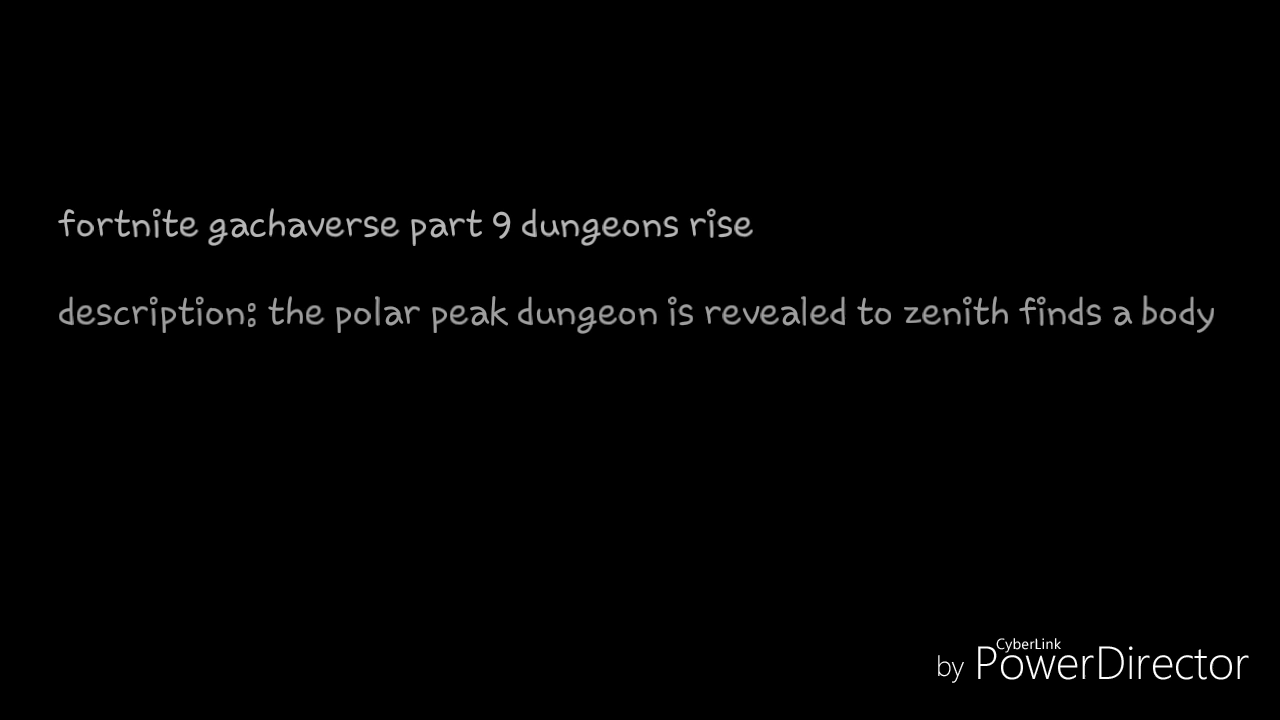 fortnite gachaverse part 9 dungeons rise
description: the polar peak dungeon is revealed to zenith finds a body
by CyberLink PowerDirector